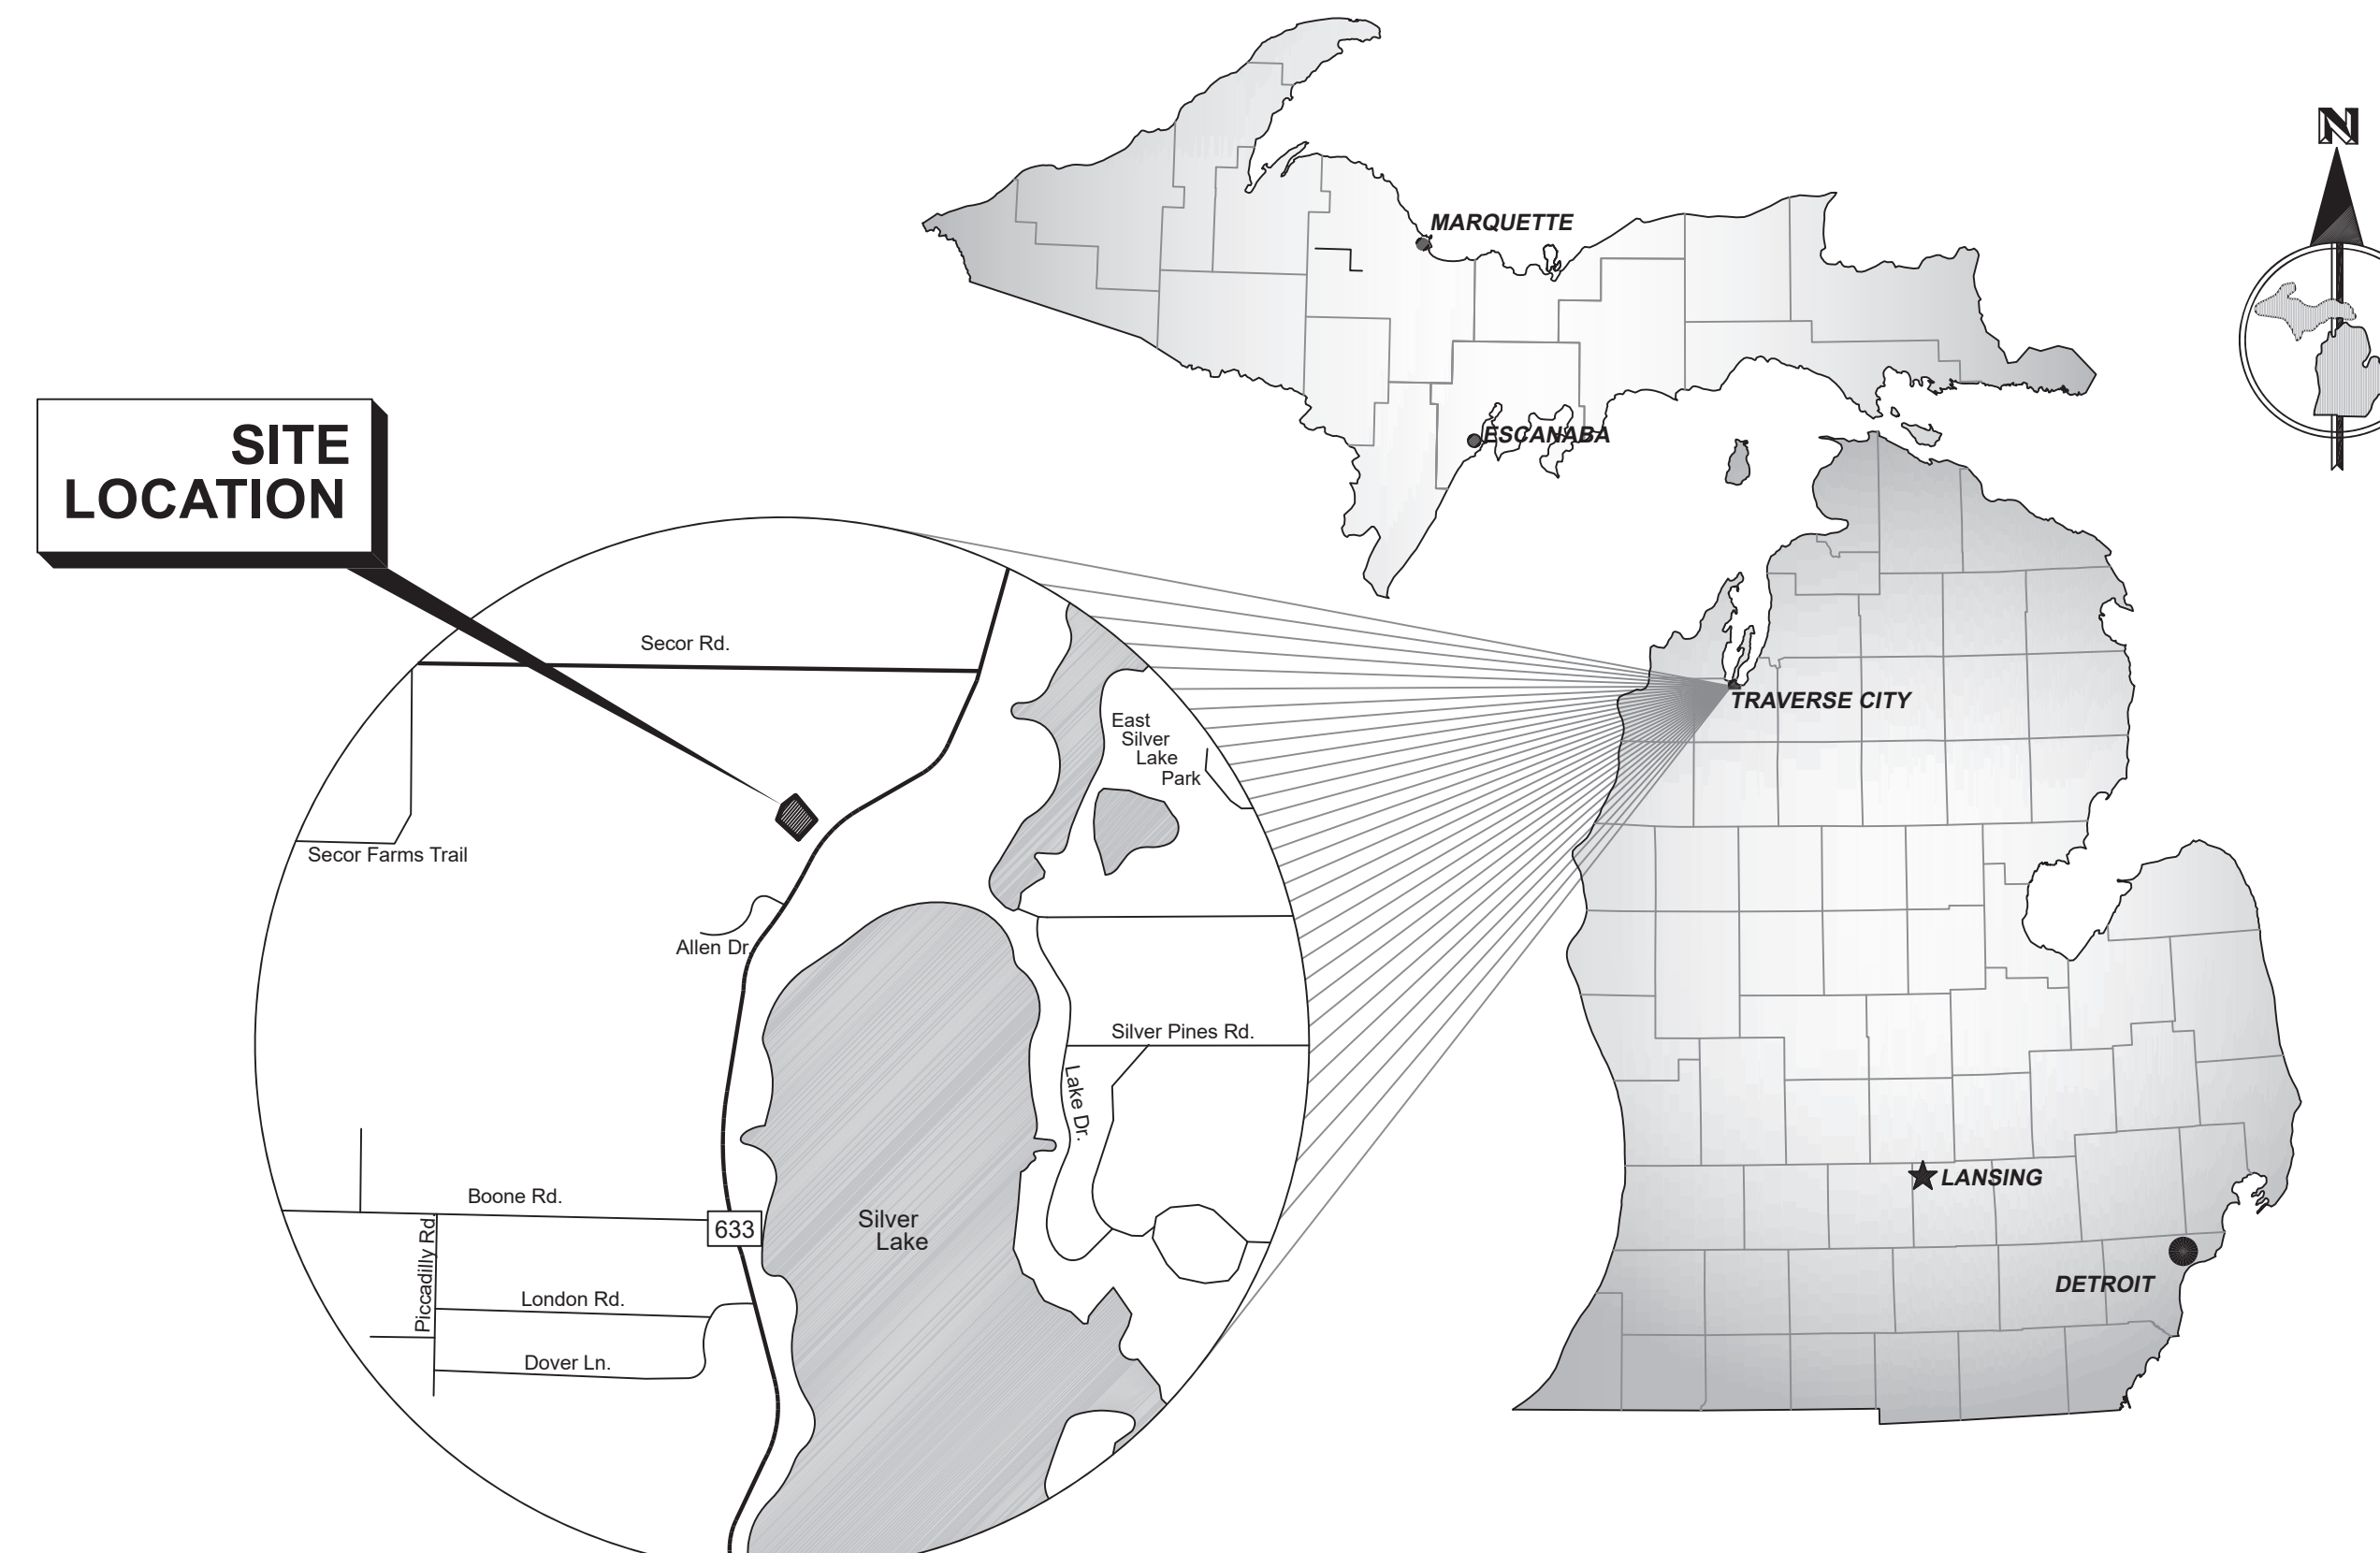 N
MARQUETTE
ESCANABA
SITE
LOCATION
Secor Rd.
TRAVERSE CITY
East
Silver
Lake
Park
Secor Farms Trail
Allen Dr.
Silver Pines Rd.
Lake Dr.
LANSING
Boone Rd.
Piccadilly Rd.
633
Silver
Lake
DETROIT
London Rd.
Dover Ln.